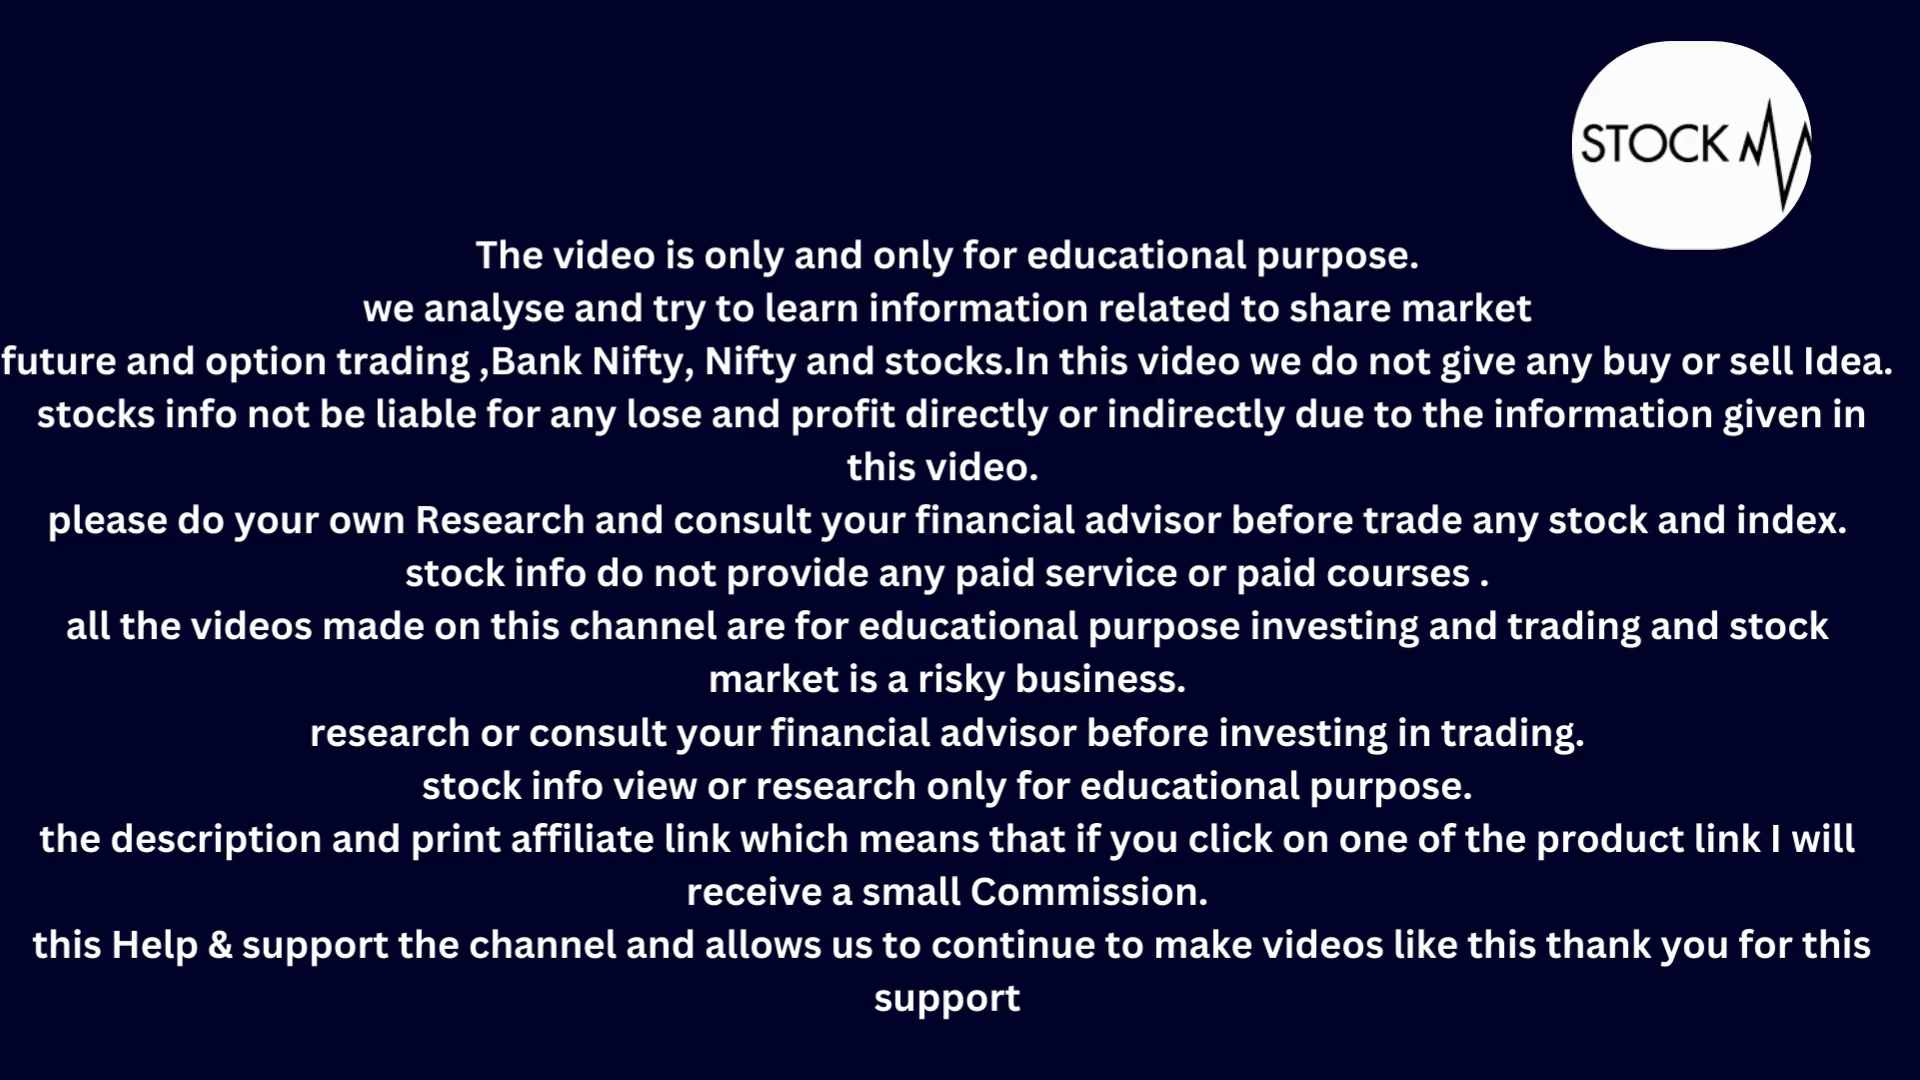 STOCK
The video is only and only for educational purpose.
we analyse and try to learn information related to share market
future and option trading ,Bank Nifty, Nifty and stocks.In this video we do not give any buy or sell Idea.
stocks info not be liable for any lose and profit directly or indirectly due to the information given in
this video.
please do your own Research and consult your financial advisor before trade any stock and index.
stock info do not provide any paid service or paid courses .
all the videos made on this channel are for educational purpose investing and trading and stock
market is a risky business.
research or consult your financial advisor before investing in trading.
stock info view or research only for educational purpose.
the description and print affiliate link which means that if you click on one of the product link I will
receive a small Commission.
this Help & support the channel and allows us to continue to make videos like this thank you for this
support